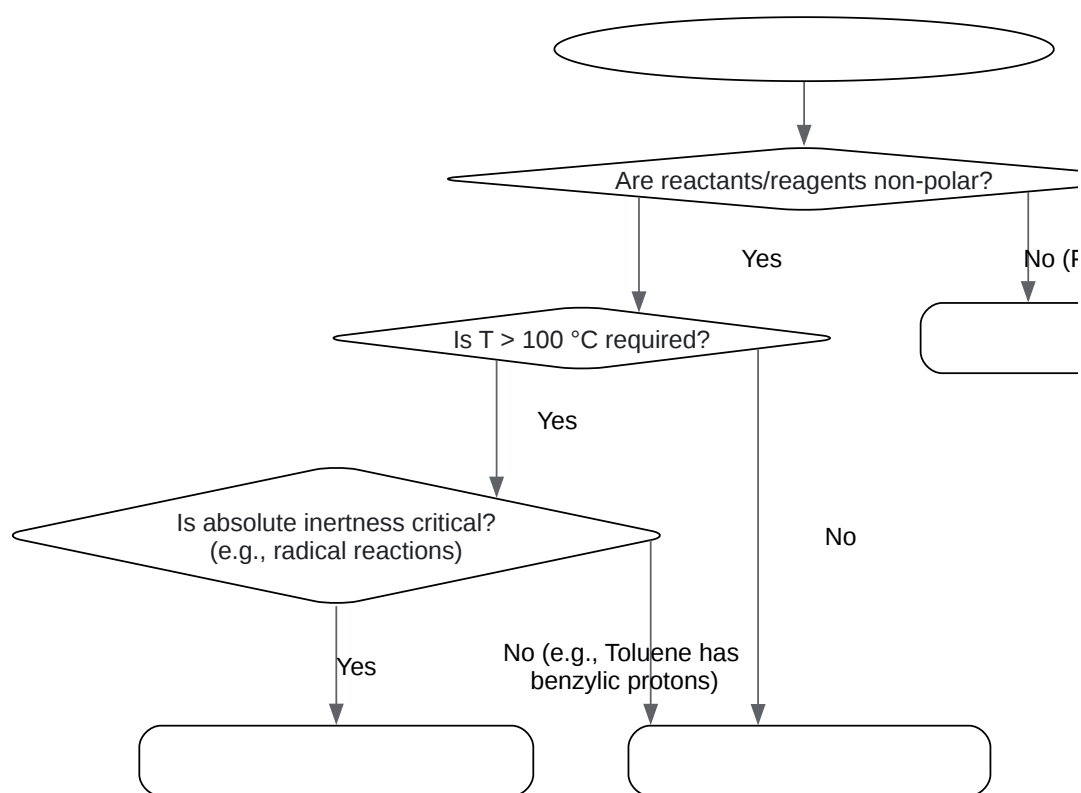 Are reactants/reagents non-polar?
Yes
No (
Is T > 100 °C required?
Yes
Is absolute inertness critical?
(e.g., radical reactions)
No
No (e.g., Toluene has
benzylic protons)
Yes